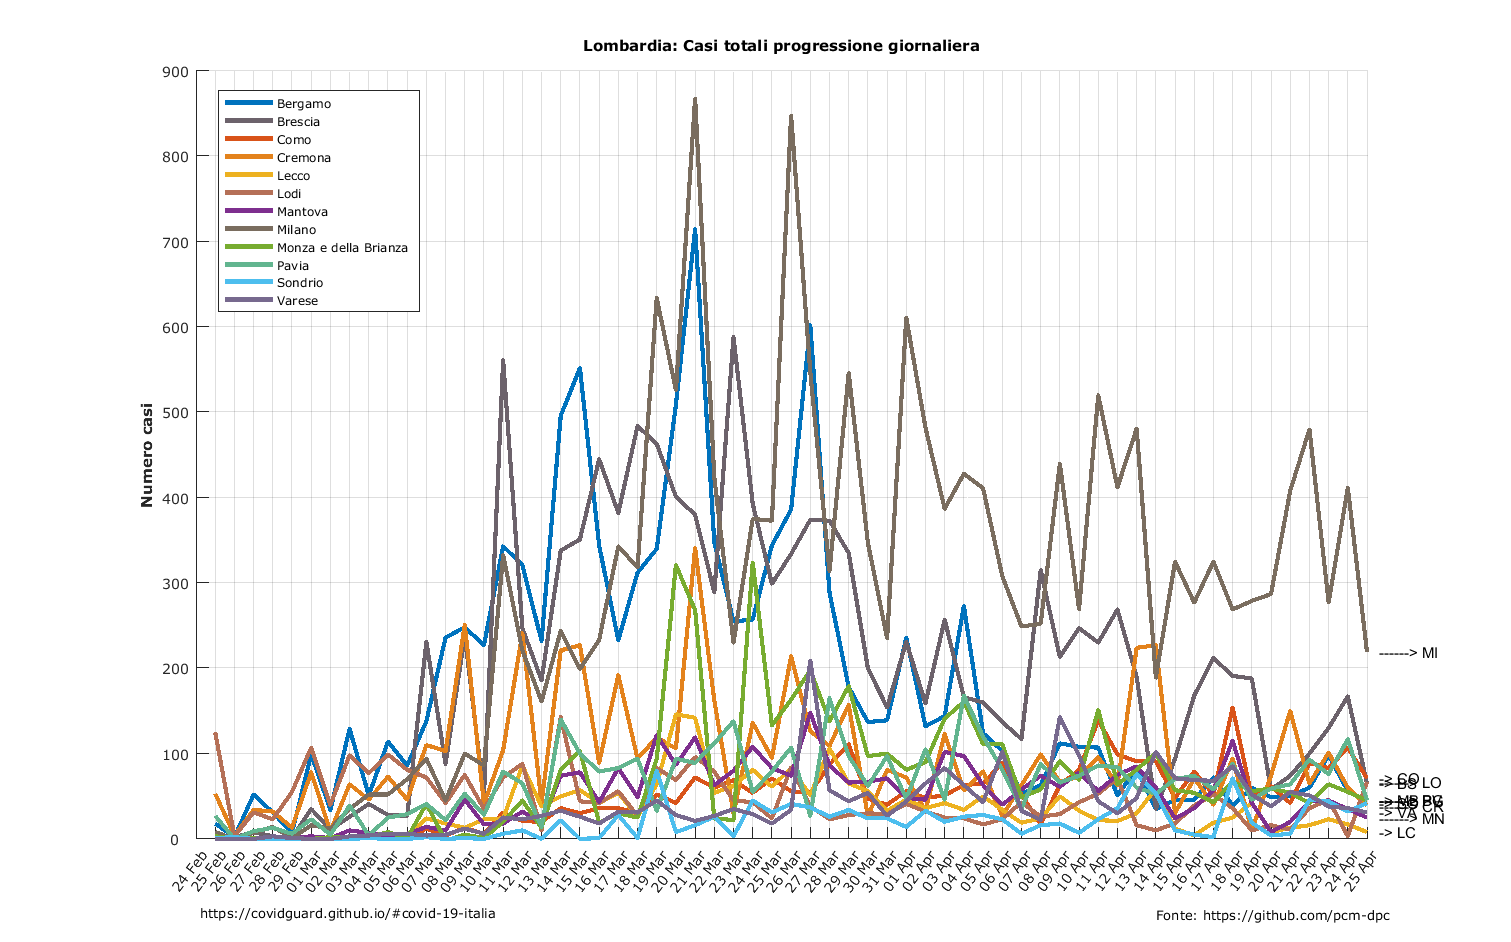 Lombardia: Casi totali progressione giornaliera
Numero casi
900
800
700
600
500
400
300
200
100
0
Bergamo
Brescia
Como
Cremona
Lecco
Lodi
Mantova
Milano
Monza e della Brianza
Pavia
Sondrio
Varese
------> MI
-> CO
LO
BS
PV
-> VA
MN
-> LC
24 Feb
25 Feb
26 Feb
27 Feb
28 Feb
29 Feb
01 Mar
02 Mar
03 Mar
04 Mar
05 Mar
06 Mar
07 Mar
08 Mar
09 Mar
10 Mar
11 Mar
12 Mar
13 Mar
14 Mar
15 Mar
16 Mar
17 Mar
18 Mar
19 Mar
20 Mar
21 Mar
22 Mar
23 Mar
24 Mar
25 Mar
26 Mar
27 Mar
28 Mar
29 Mar
30 Mar
31 Mar
01 Apr
02 Apr
03 Apr
04 Apr
05 Apr
06 Apr
07 Apr
08 Apr
09 Apr
10 Apr
11 Apr
12 Apr
13 Apr
14 Apr
15 Apr
16 Apr
17 Apr
18 Apr
19 Apr
20 Apr
21 Apr
22 Apr
23 Apr
24 Apr
25 Apr
https://covidguard.github.io/#covid-19-italia
Fonte: https://github.com/pcm-dpc